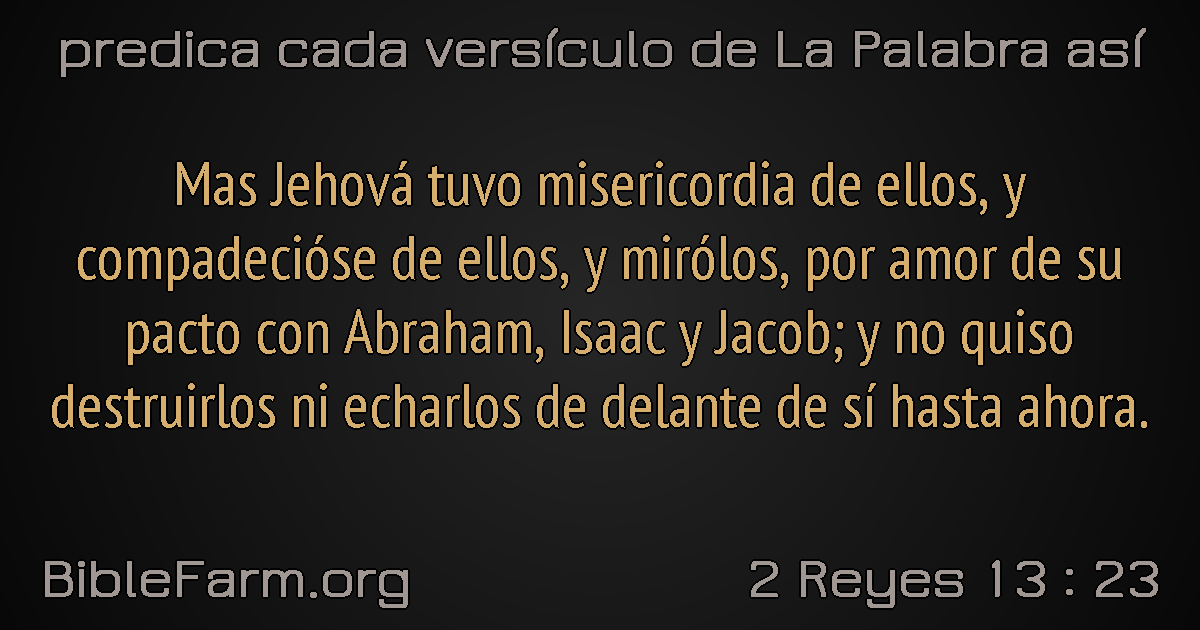 predica cada versículo de La Palabra así
Mas Jehová tuvo misericordia de ellos, y
compadecióse de ellos, y mirólos, por amor de su
pacto con Abraham, Isaac y Jacob; y no quiso
destruirlos ni echarlos de delante de sí hasta ahora.
BibleFarm.org
2 Reyes 13 : 23